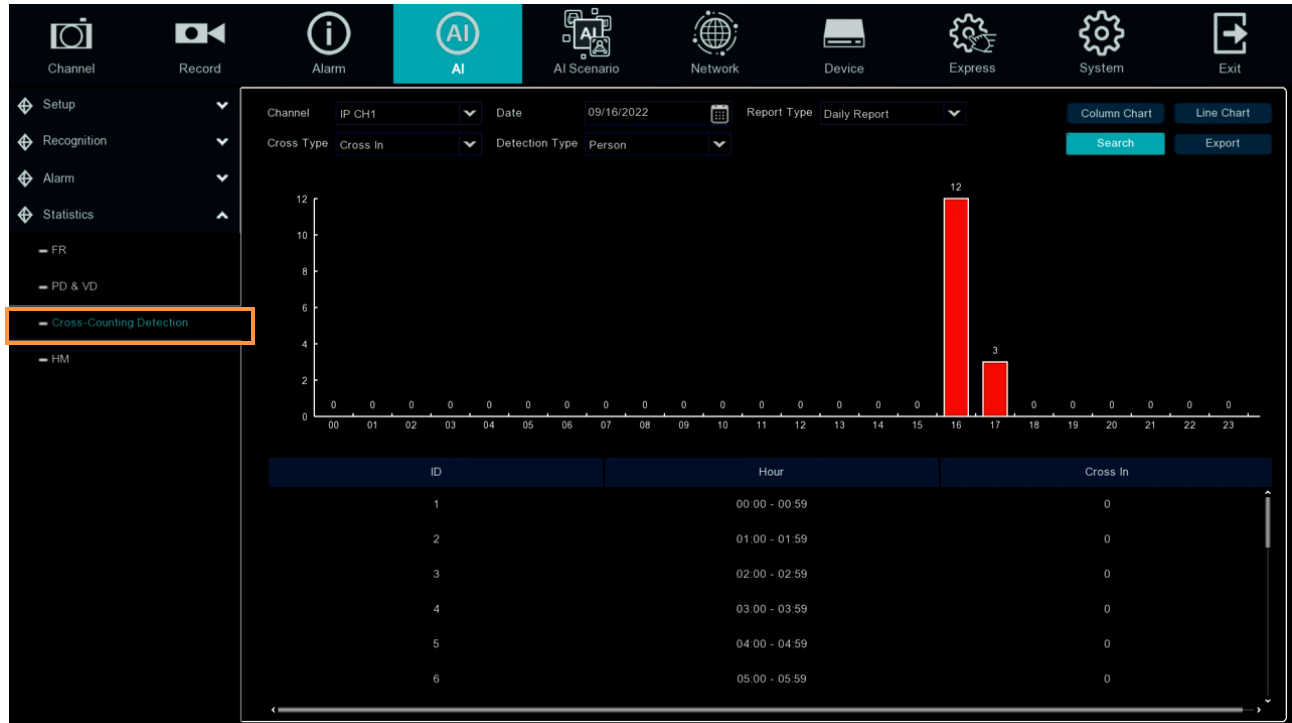 Channel Record Alarm AI AI Scenario Network Device Express System Exit
Setup
Recognition
Alarm
Statistics
FR
PD & VD
Cross-Counting Detection
HM
Channel IP CH1 Date 09/16/2022 Report Type Daily Report Column Chart Line Chart
Cross Type Cross In Detection Type Person Search Export
12
12
10
8
6
4
3
2
0 0 0 0 0 0 0 0 0 0 0 0 0 0 0 0 0 0 0 0 0 0
0
00 01 02 03 04 05 06 07 08 09 10 11 12 13 14 15 16 17 18 19 20 21 22 23
ID Hour Cross In
1 00:00 - 00:59 0
2 01:00 - 01:59 0
3 02:00 - 02:59 0
4 03:00 - 03:59 0
5 04:00 - 04:59 0
6 05:00 - 05:59 0